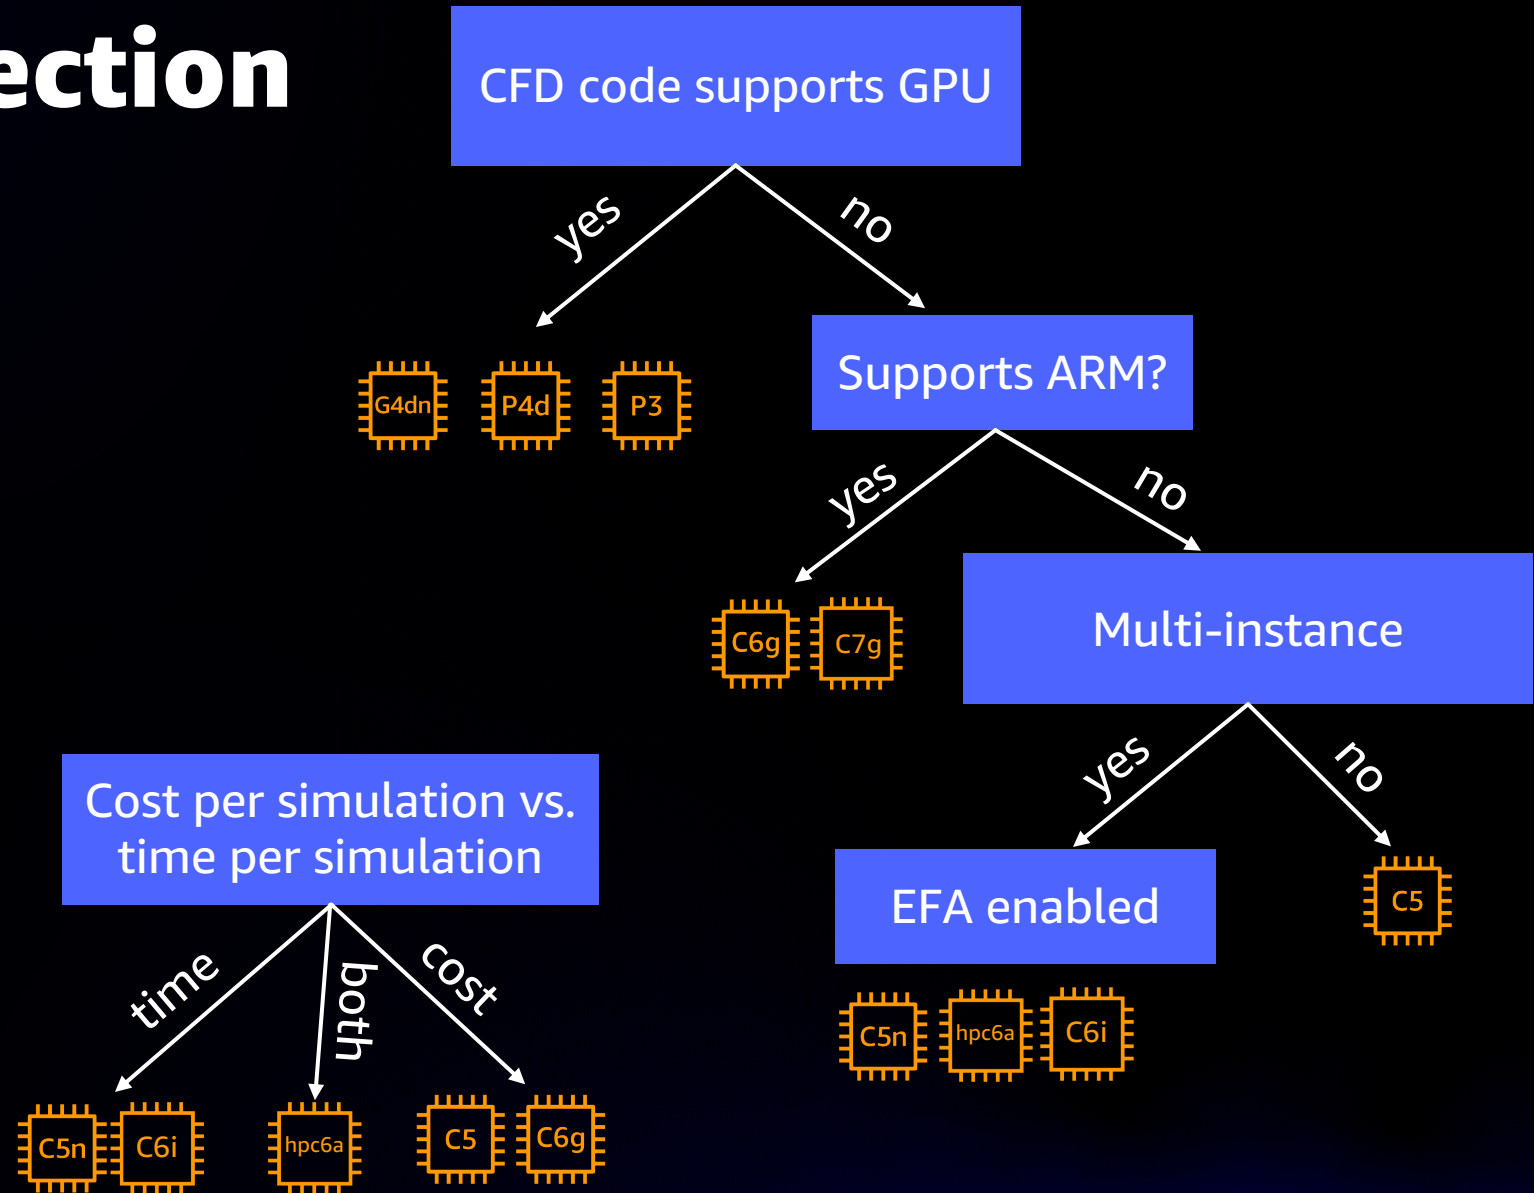 ection
CFD code supports GPU
yes
no
G4dn
P4d
P3
Supports ARM?
yes
no
C6g
C7g
Multi-instance
yes
no
EFA enabled
C5
C5n
hpc6a
C6i
Cost per simulation vs.
time per simulation
time
both
cost
C5n
C6i
hpc6a
C5
C6g